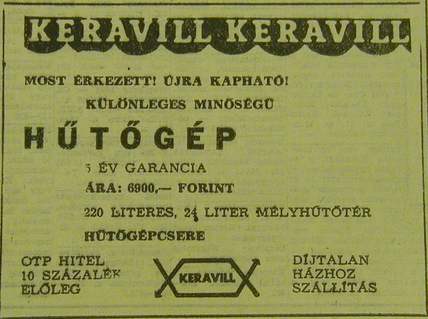 KERAVILL KERAVILL
MOST ÉRKEZETT! ÚJRA KAPHATÓ!
KÜLÖNLEGES MINŐSÉGŰ
HŰTŐGÉP
5 ÉV GARANCIA
ÁRA: 6900,— FORINT
220 LITERES, 24 LITER MÉLYHŰTŐTÉR
HŰTŐGÉPCSERE
OTP HITEL
10 SZÁZALÉK
ELŐLEG
KERAVILL
DÍJTALAN
HÁZHOZ
SZÁLLÍTÁS